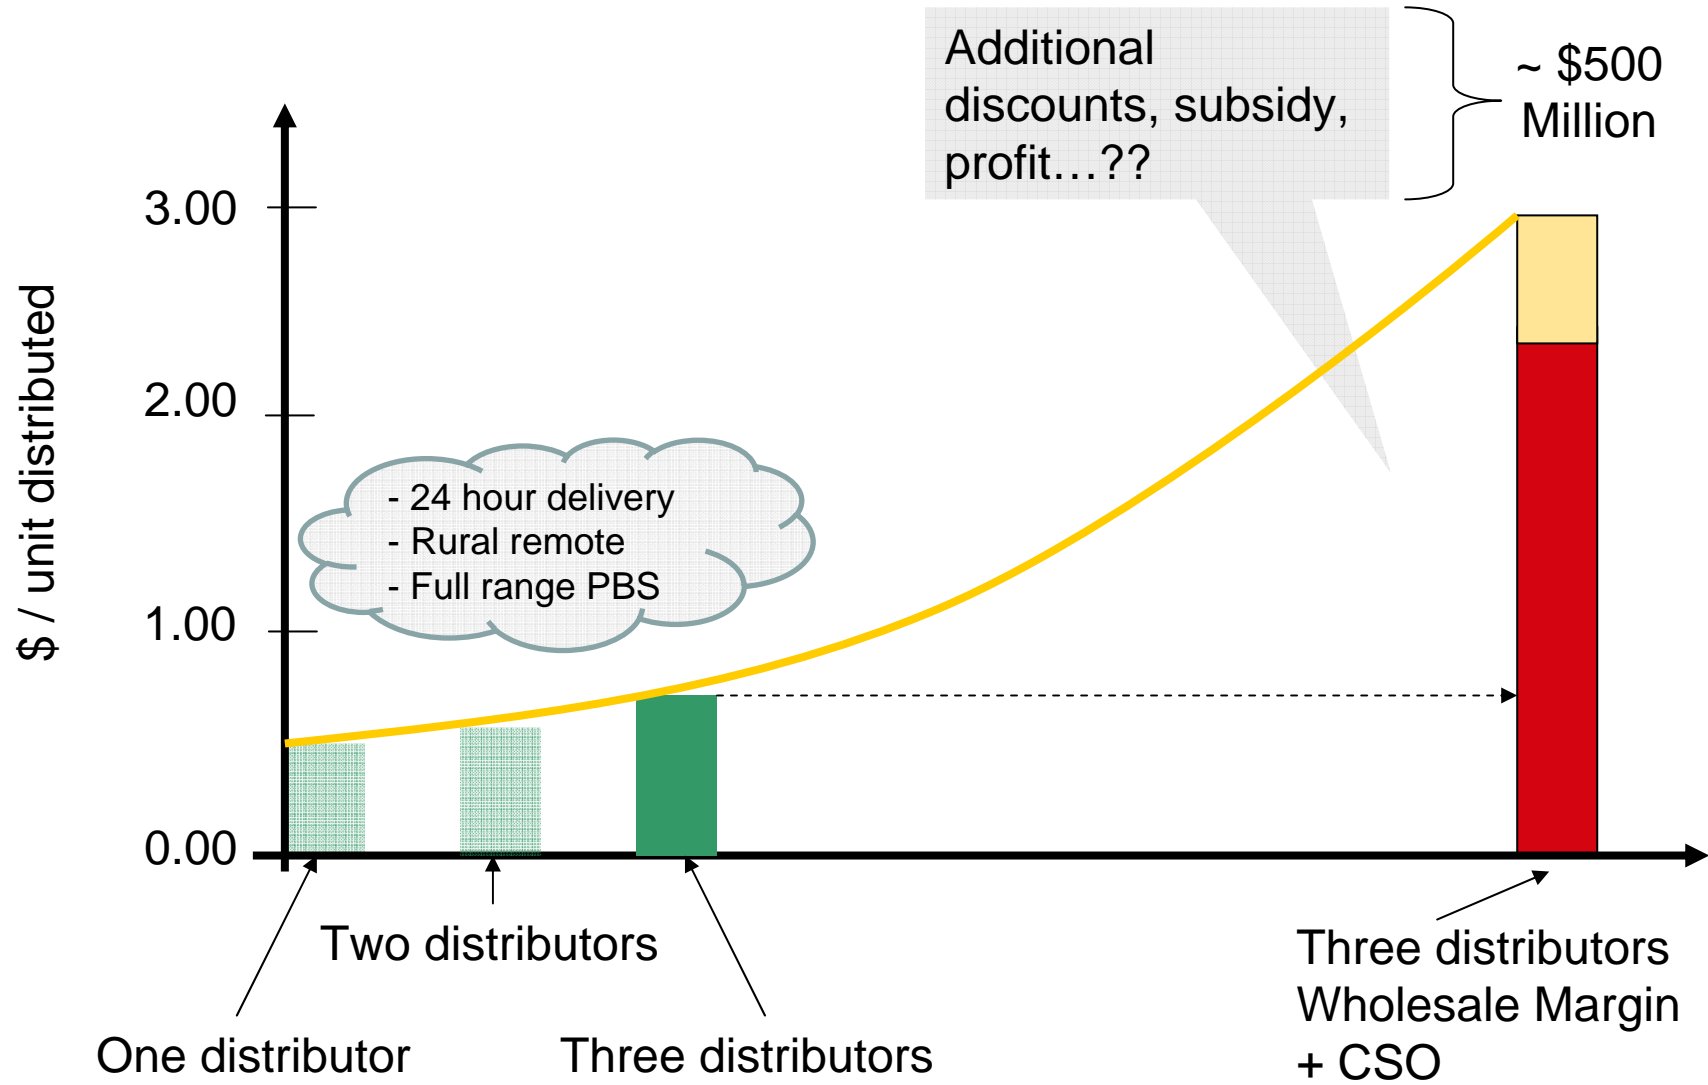 Additional
discounts, subsidy,
profit…??
~ $500
Million
3.00
2.00
1.00
0.00
$ / unit distributed
- 24 hour delivery
- Rural remote
- Full range PBS
Two distributors
One distributor
Three distributors
Three distributors
Wholesale Margin
+ CSO